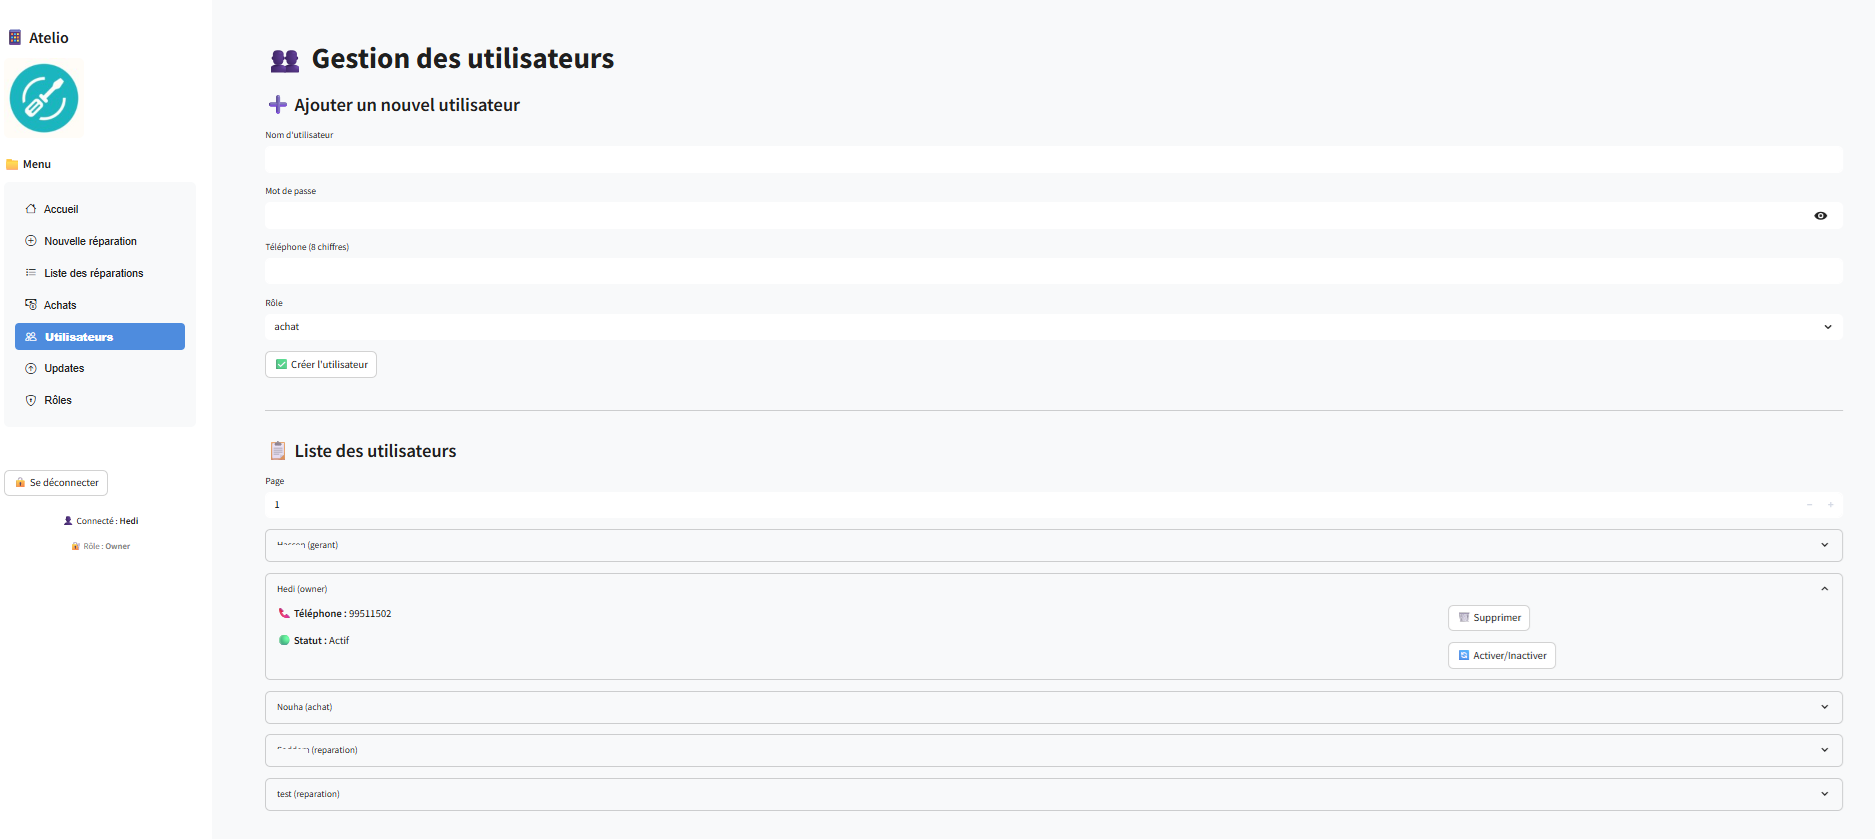 Atelio
Menu
Accueil
Nouvelle réparation
Liste des réparations
Achats
Utilisateurs
Updates
Rôles
Se déconnecter
Connecté : Hedi
Rôle : Owner
Gestion des utilisateurs
Ajouter un nouvel utilisateur
Nom d'utilisateur
Mot de passe
Téléphone (8 chiffres)
Rôle
achat
Créer l'utilisateur
Liste des utilisateurs
Page
1
(gerant)
Hedi (owner)
Téléphone : 99511502
Supprimer
Statut : Actif
Activer/Inactiver
Nouha (achat)
(reparation)
test (reparation)